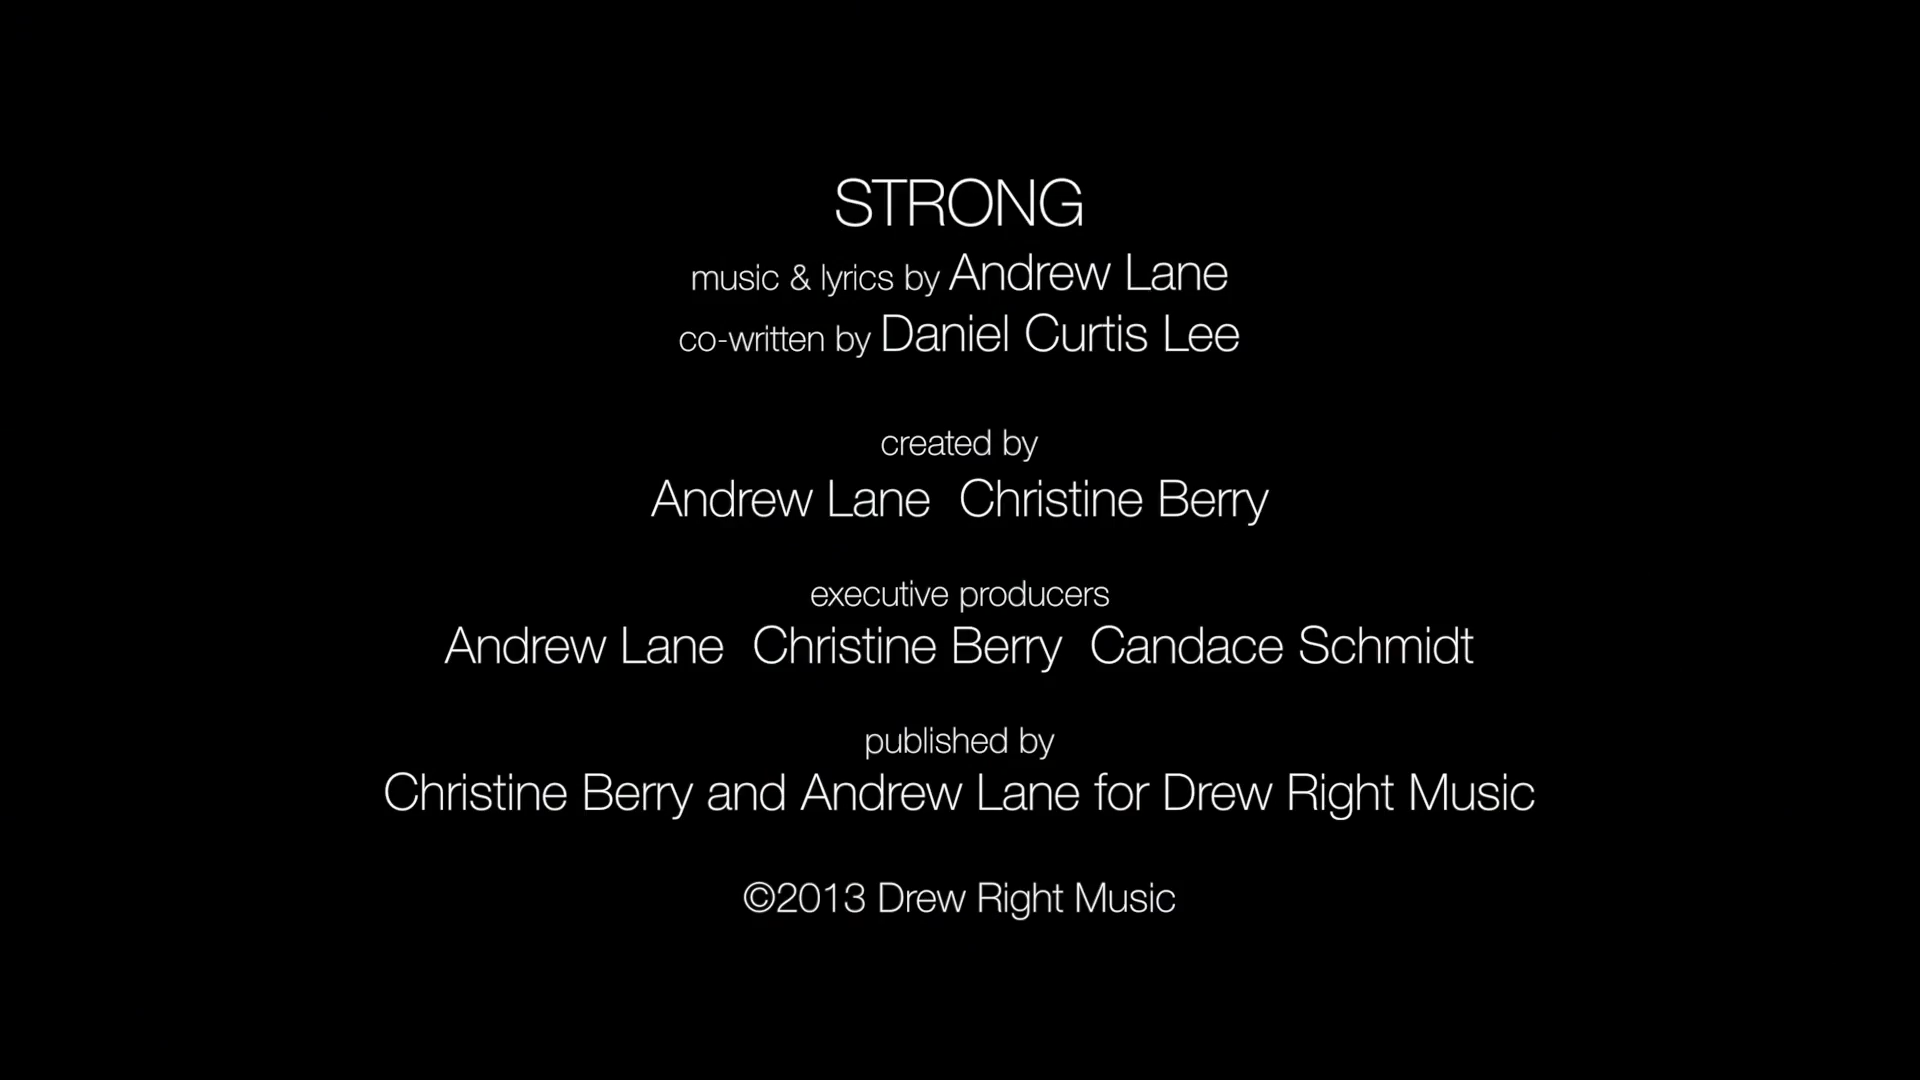 STRONG
music & lyrics by Andrew Lane
co-written by Daniel Curtis Lee
created by
Andrew Lane  Christine Berry
executive producers
Andrew Lane  Christine Berry  Candace Schmidt
published by
Christine Berry and Andrew Lane for Drew Right Music
©2013 Drew Right Music